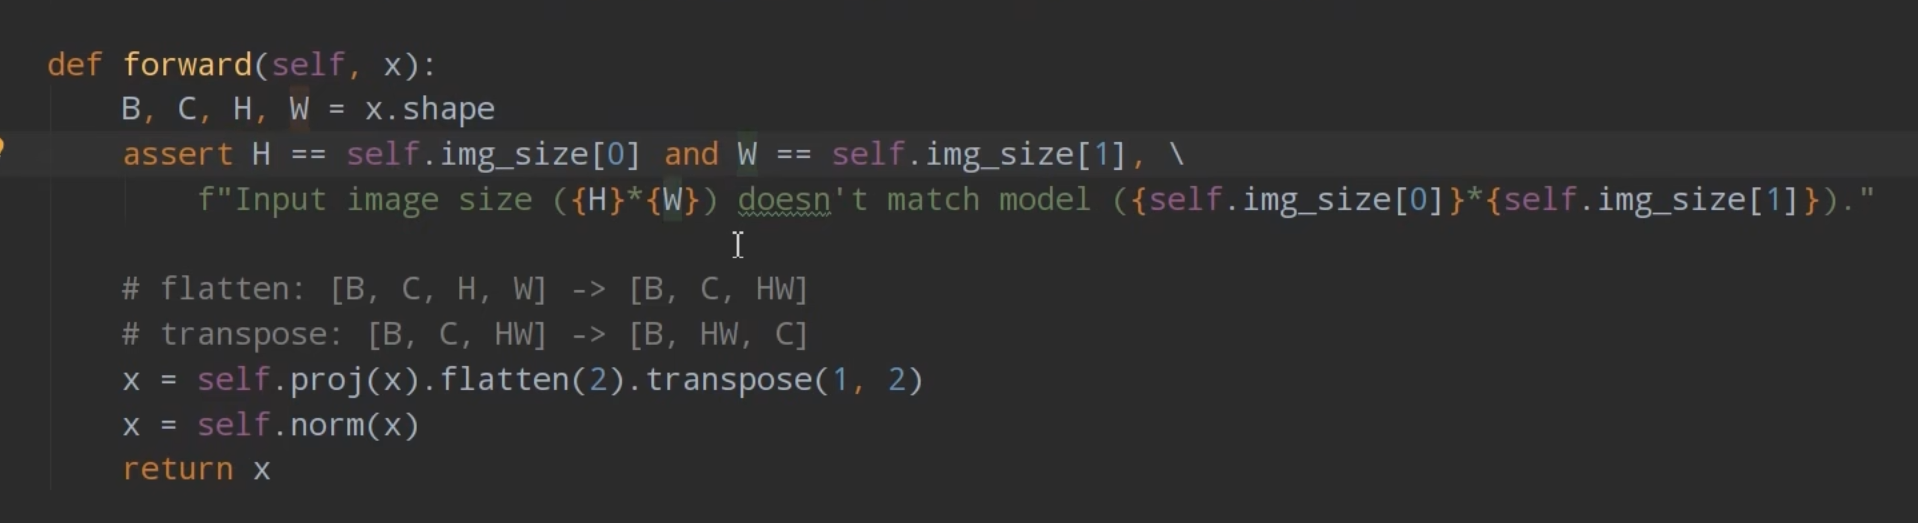 def forward(self, x):
    B, C, H, W = x.shape
    assert H == self.img_size[0] and W == self.img_size[1], \
        f"Input image size ({H}*{W}) doesn't match model ({self.img_size[0]}*{self.img_size[1]})."

    # flatten: [B, C, H, W] -> [B, C, HW]
    # transpose: [B, C, HW] -> [B, HW, C]
    x = self.proj(x).flatten(2).transpose(1, 2)
    x = self.norm(x)
    return x